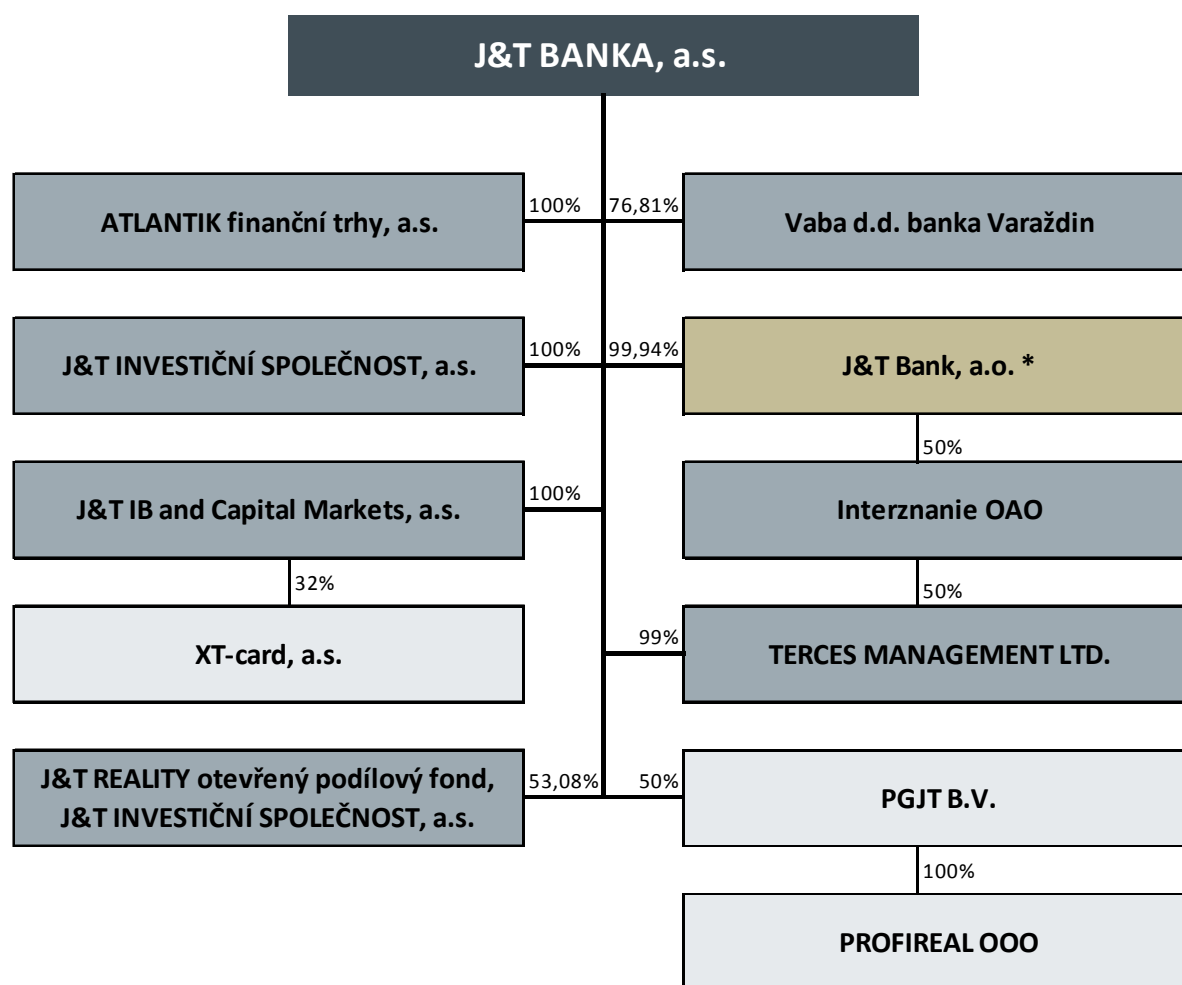 J&T BANKA, a.s.
ATLANTIK finanční trhy, a.s.
100%
76,81%
Vaba d.d. banka Varaždin
J&T INVESTIČNÍ SPOLEČNOST, a.s.
100%
99,94%
J&T Bank, a.o. *
50%
J&T IB and Capital Markets, a.s.
100%
Interznanie OAO
32%
50%
XT-card, a.s.
99%
TERCES MANAGEMENT LTD.
J&T REALITY otevřený podílový fond,
J&T INVESTIČNÍ SPOLEČNOST, a.s.
53,08%
50%
PGJT B.V.
100%
PROFIREAL OOO